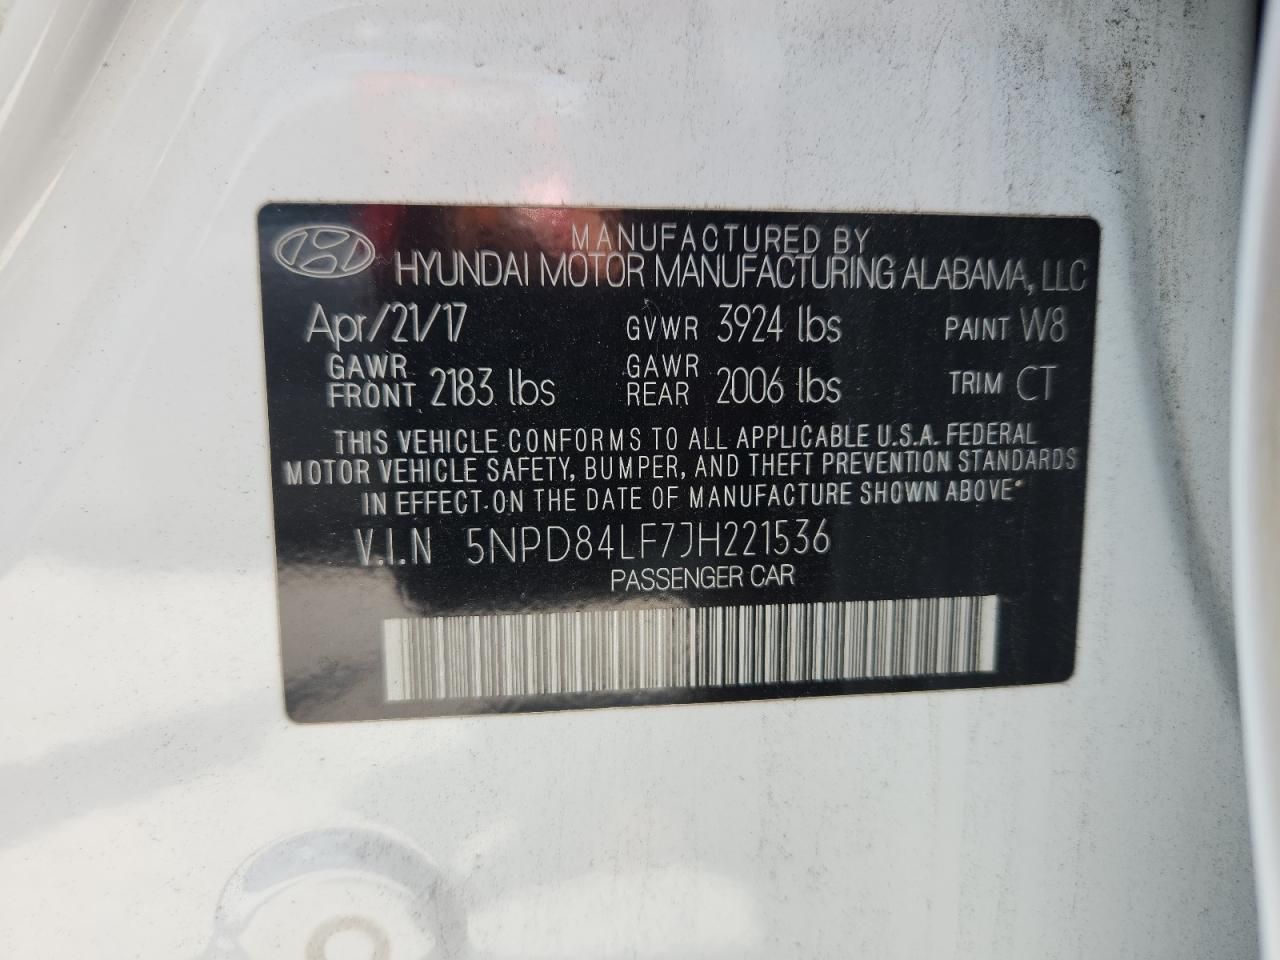 MANUFACTURED BY
HYUNDAI MOTOR MANUFACTURING ALABAMA, LLC
Apr/21/17 GVWR 3924 lbs PAINT W8
GAWR FRONT 2183 lbs GAWR REAR 2006 lbs TRIM CT
THIS VEHICLE CONFORMS TO ALL APPLICABLE U.S.A. FEDERAL
MOTOR VEHICLE SAFETY, BUMPER, AND THEFT PREVENTION STANDARDS
IN EFFECT ON THE DATE OF MANUFACTURE SHOWN ABOVE
V.I.N 5NPD84LF7JH221536
PASSENGER CAR